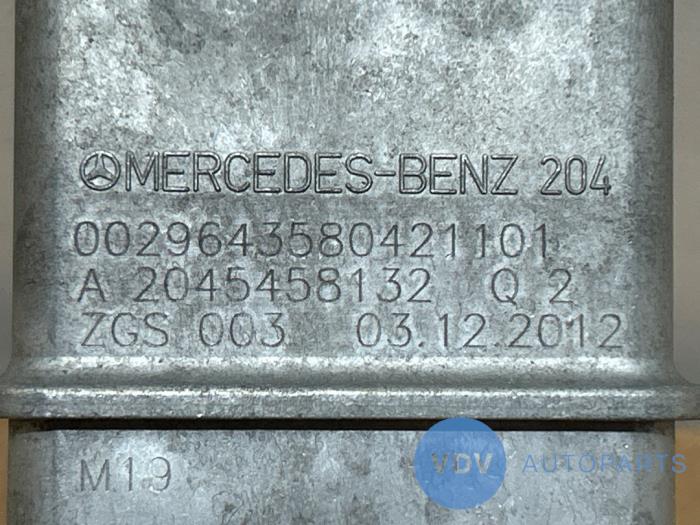 MERCEDES-BENZ 204
0029643580421101
A 2045458132 Q 2
ZGS 003 03.12.2012
M19
VDV AUTOPARTS